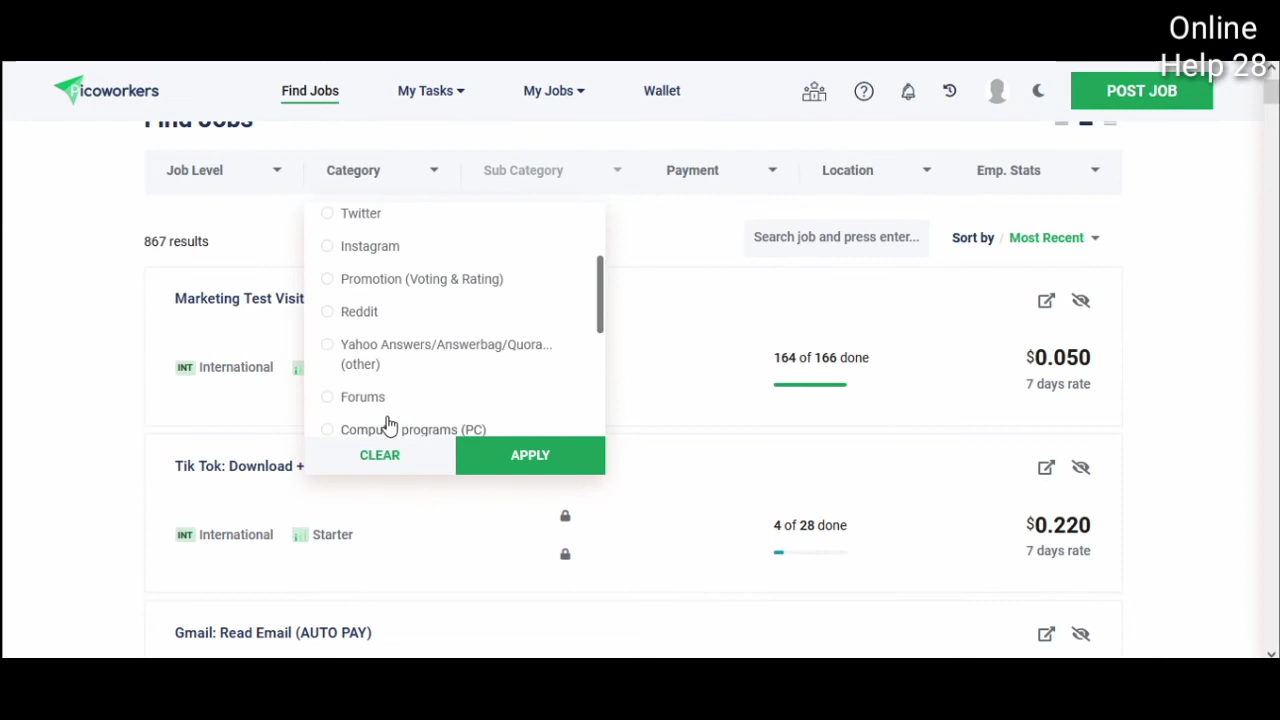 Online
Help 28
Picoworkers
Find Jobs
My Tasks
My Jobs
Wallet
POST JOB
Find Jobs
Job Level
Category
Sub Category
Payment
Location
Emp. Stats
Twitter
867 results
Search job and press enter...
Sort by / Most Recent
Instagram
Promotion (Voting & Rating)
Marketing Test Visit
Reddit
Yahoo Answers/Answerbag/Quora...
(other)
INT International
164 of 166 done
$0.050
7 days rate
Forums
programs (PC)
CLEAR
APPLY
Tik Tok: Download +
INT International
Starter
4 of 28 done
$0.220
7 days rate
Gmail: Read Email (AUTO PAY)